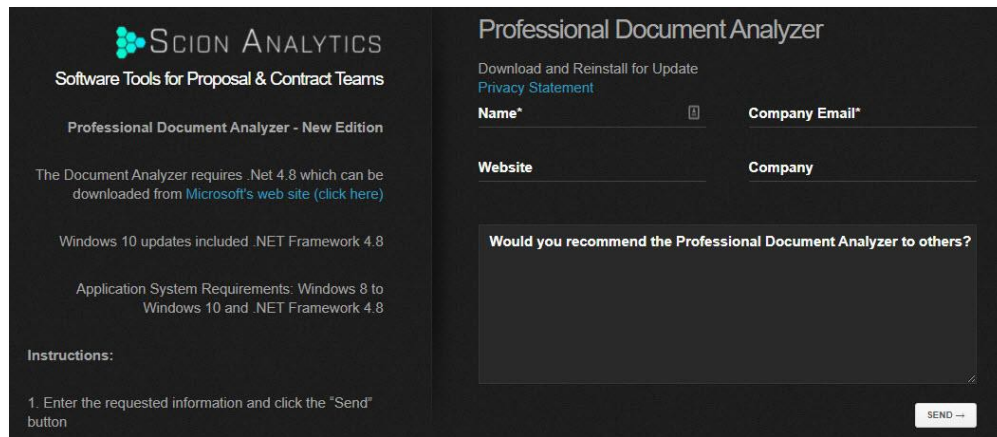 SCION ANALYTICS
Software Tools for Proposal & Contract Teams
Professional Document Analyzer - New Edition
The Document Analyzer requires .Net 4.8 which can be
downloaded from Microsoft's web site (click here)
Windows 10 updates included .NET Framework 4.8
Application System Requirements: Windows 8 to
Windows 10 and .NET Framework 4.8
Instructions:
1. Enter the requested information and click the “Send”
button
Professional Document Analyzer
Download and Reinstall for Update
Privacy Statement
Name*
Company Email*
Website
Company
Would you recommend the Professional Document Analyzer to others?
SEND →